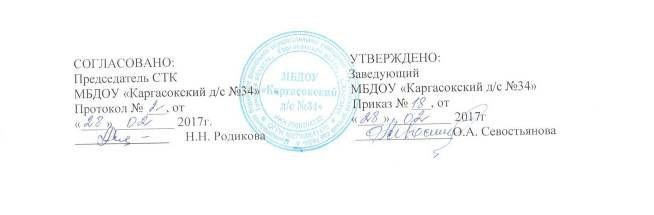 СОГЛАСОВАНО:
Председатель СТК
МБДОУ «Каргасокский д/с №34»
Протокол № 2, от
«28» 02 2017г.
Н.Н. Родикова
МБДОУ
«Каргасокский
д/с №34»
УТВЕРЖДЕНО:
Заведующий
МБДОУ «Каргасокский д/с №34»
Приказ № 18, от
«28» 02 2017г
О.А. Севостьянова